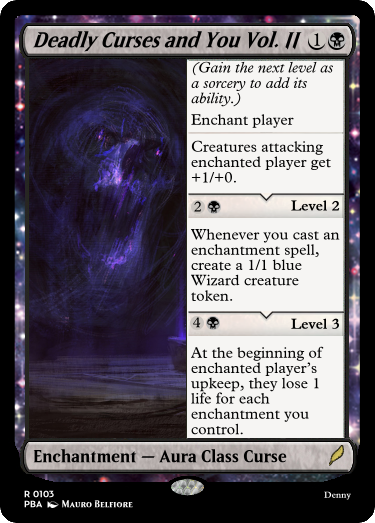 Deadly Curses and You Vol. II 1
(Gain the next level as
a sorcery to add its
ability.)
Enchant player
Creatures attacking
enchanted player get
+1/+0.
2 Level 2
Whenever you cast an
enchantment spell,
create a 1/1 blue
Wizard creature
token.
4 Level 3
At the beginning of
enchanted player's
upkeep, they lose 1
life for each
enchantment you
control.
Enchantment — Aura Class Curse
R 0103
PBA Mauro Belfiore
Denny